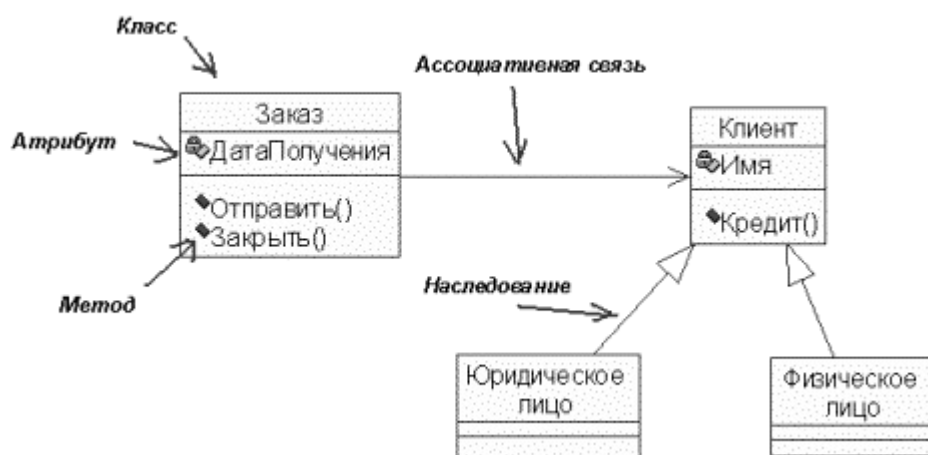 Класс
Ассоциативная связь
Заказ
Клиент
Атрибут
ДатаПолучения
Имя
Отправить()
Закрыть()
Кредит()
Метод
Наследование
Юридическое
лицо
Физическое
лицо